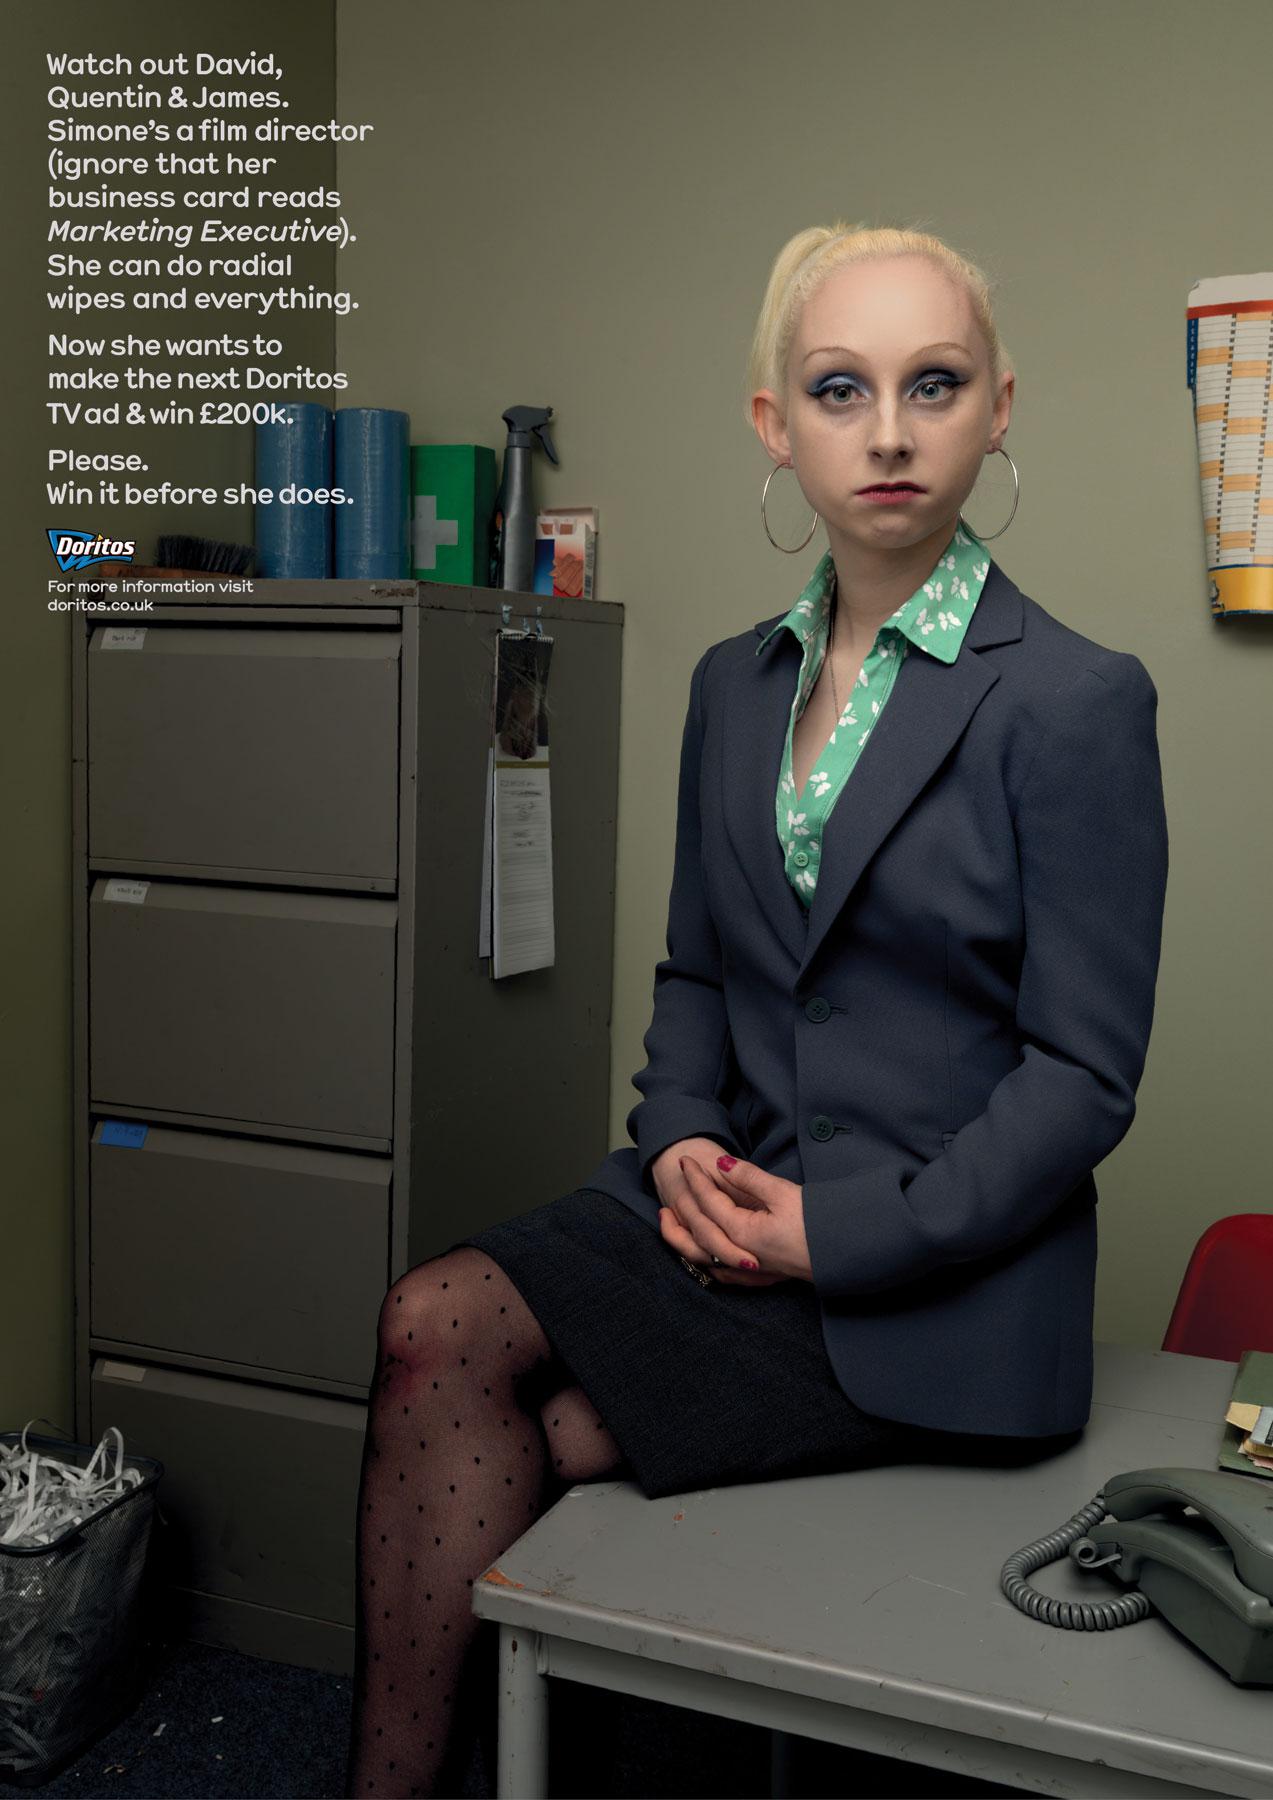 Watch out David,
Quentin & James.
Simone's a film director
(ignore that her
business card reads
Marketing Executive).
She can do radial
wipes and everything.
Now she wants to
make the next Doritos
TV ad & win £200k.
Please.
Win it before she does.
Doritos
For more information visit
doritos.co.uk